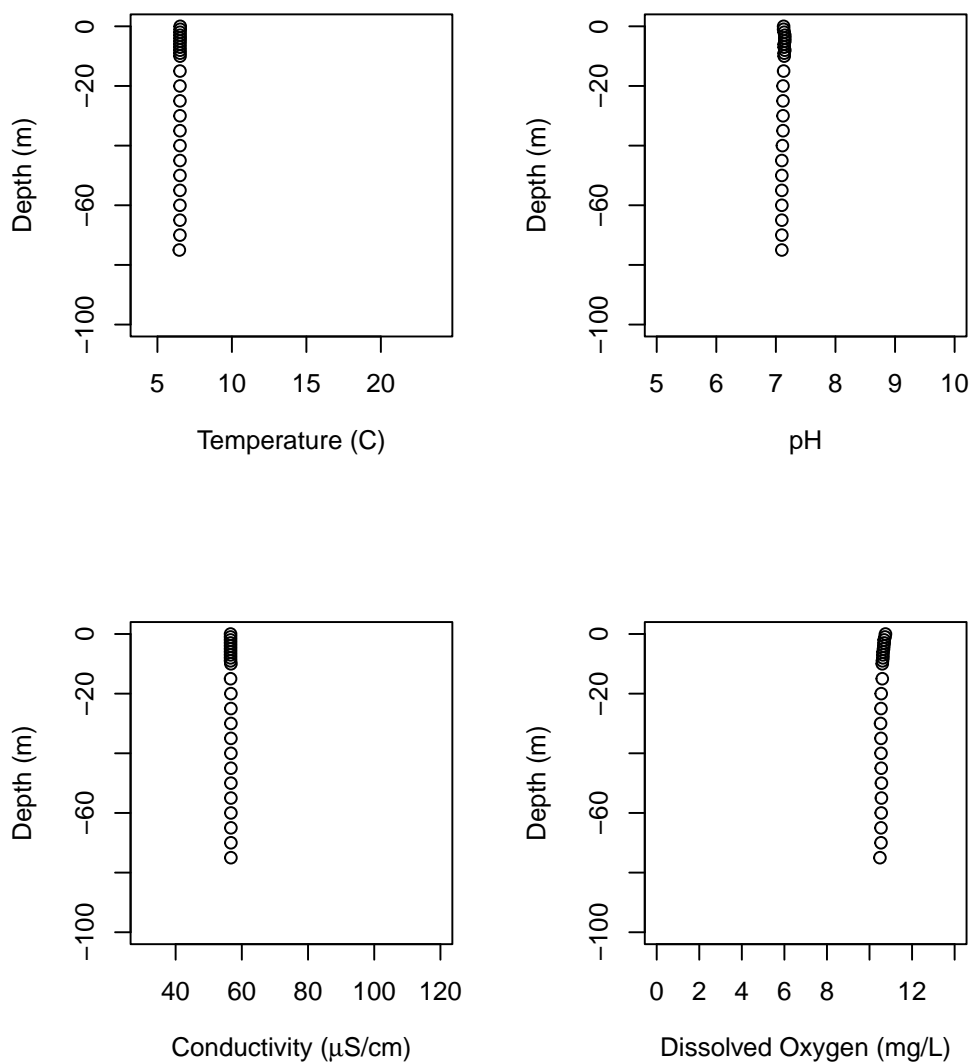 0
−20
−60
−100
Depth (m)
5 10 15 20
Temperature (C)
0
−20
−60
−100
Depth (m)
5 6 7 8 9 10
pH
0
−20
−60
−100
Depth (m)
40 60 80 100 120
Conductivity (μS/cm)
0
−20
−60
−100
Depth (m)
0 2 4 6 8 12
Dissolved Oxygen (mg/L)